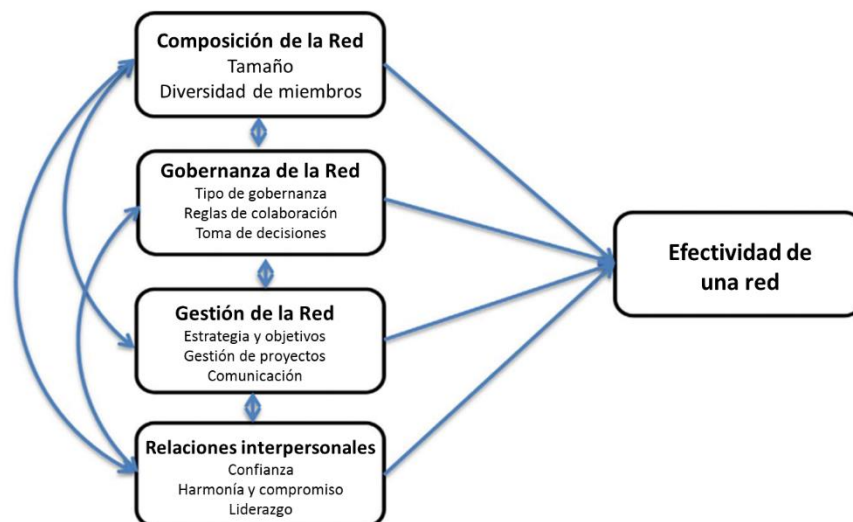 Composición de la Red
Tamaño
Diversidad de miembros
Gobernanza de la Red
Tipo de gobernanza
Reglas de colaboración
Toma de decisiones
Gestión de la Red
Estrategia y objetivos
Gestión de proyectos
Comunicación
Relaciones interpersonales
Confianza
Harmonía y compromiso
Liderazgo
Efectividad de
una red